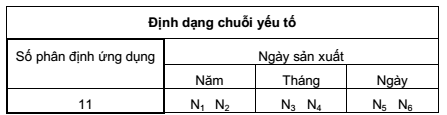 Định dạng chuỗi yếu tố
Số phân định ứng dụng
Ngày sản xuất
Năm Tháng Ngày
11 N₁ N₂ N₃ N₄ N₅ N₆